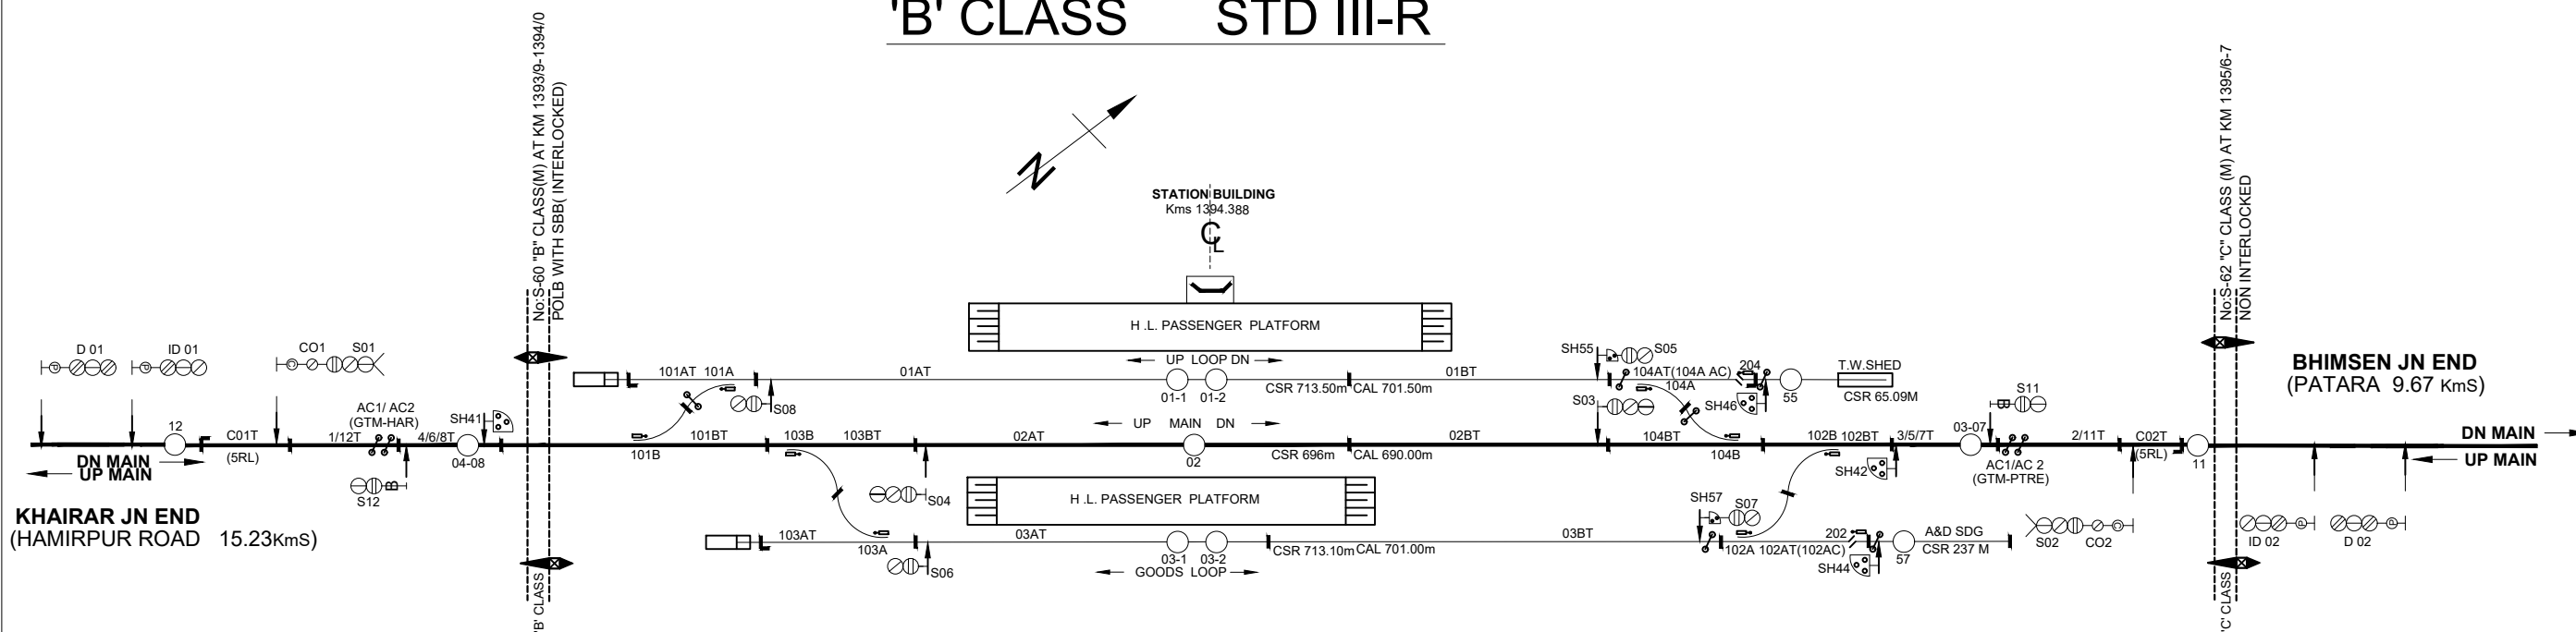 'B' CLASS STD III-R
No:S-60 "B" CLASS(M) AT KM 1393/9-1394/0
POLB WITH SBB( INTERLOCKED)
No:S-62 "C" CLASS (M) AT KM 1395/6-7
NON INTERLOCKED
N
STATION BUILDING
Kms 1394.388
CL
H .L. PASSENGER PLATFORM
UP LOOP DN
D 01
ID 01
CO1 S01
P
P
C
101AT 101A
01AT
01-1 01-2
CSR 713.50m CAL 701.50m
01BT
SH55
S05
104AT(104A AC)
104A
204
T.W.SHED
55
CSR 65.09M
S08
S03
SH46
S11
B
BHIMSEN JN END
(PATARA 9.67 KmS)
AC1/ AC2
(GTM-HAR)
SH41
UP MAIN DN
12
C01T
(5RL)
1/12T
4/6/8T
04-08
101BT
101B
103B
103BT
02AT
02
CSR 696m CAL 690.00m
02BT
104BT
104B
102B 102BT
3/5/7T
03-07
2/11T
C02T
(5RL)
11
DN MAIN
UP MAIN
DN MAIN
UP MAIN
S12
B
S04
H .L. PASSENGER PLATFORM
SH42
AC1/AC 2
(GTM-PTRE)
SH57
S07
KHAIRAR JN END
(HAMIRPUR ROAD 15.23KmS)
103AT
103A
03AT
03-1 03-2
GOODS LOOP
CSR 713.10m CAL 701.00m
03BT
102A 102AT(102AC)
202
57
A&D SDG
CSR 237 M
S02 CO2
C
ID 02
P
D 02
P
S06
SH44
'B' CLASS
'C' CLASS